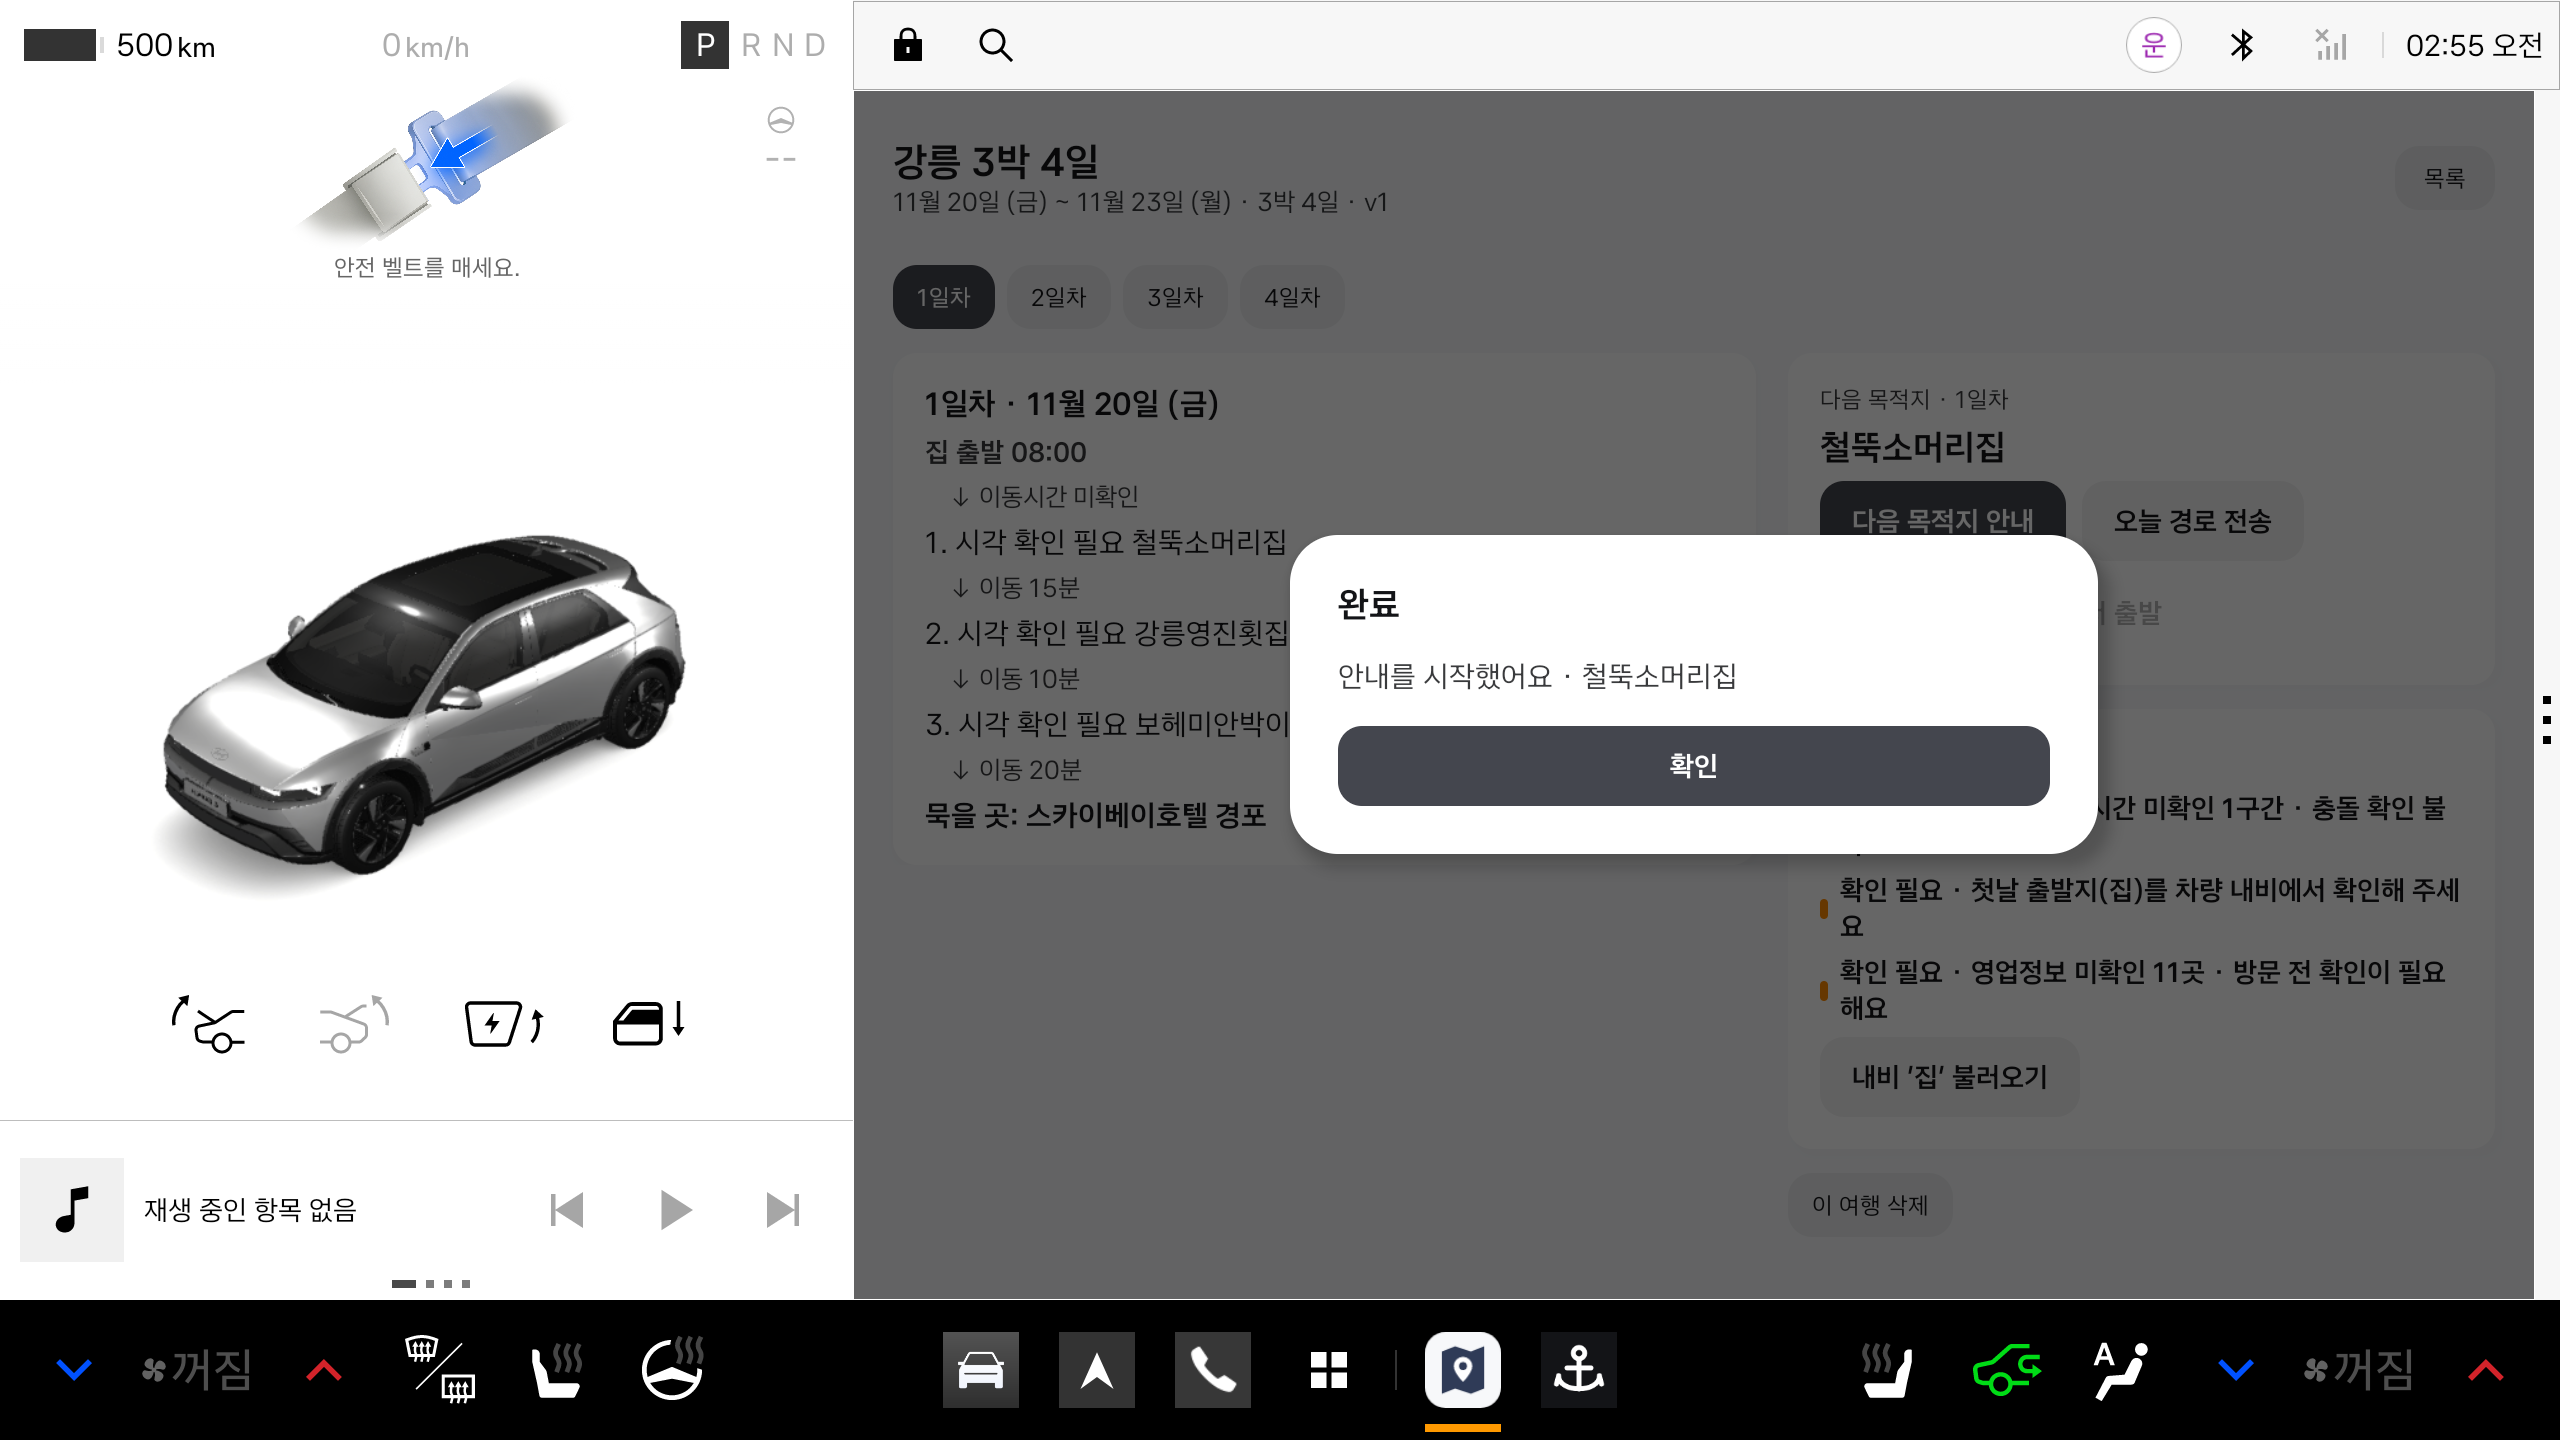 500 km
0 km/h
P R N D
운
02:55 오전
안전 벨트를 매세요.
강릉 3박 4일
11월 20일 (금) ~ 11월 23일 (월) · 3박 4일 · v1
목록
1일차
2일차
3일차
4일차
1일차 · 11월 20일 (금)
집 출발 08:00
↓ 이동시간 미확인
1. 시각 확인 필요 철뚝소머리집
↓ 이동 15분
2. 시각 확인 필요 강릉영진횟집
↓ 이동 10분
3. 시각 확인 필요 보헤미안박이
↓ 이동 20분
묵을 곳: 스카이베이호텔 경포
다음 목적지 · 1일차
철뚝소머리집
다음 목적지 안내
오늘 경로 전송
출발
완료
안내를 시작했어요 · 철뚝소머리집
확인
시간 미확인 1구간 · 충돌 확인 불
확인 필요 · 첫날 출발지(집)를 차량 내비에서 확인해 주세
요
확인 필요 · 영업정보 미확인 11곳 · 방문 전 확인이 필요
해요
내비 '집' 불러오기
이 여행 삭제
재생 중인 항목 없음
꺼짐
A
꺼짐